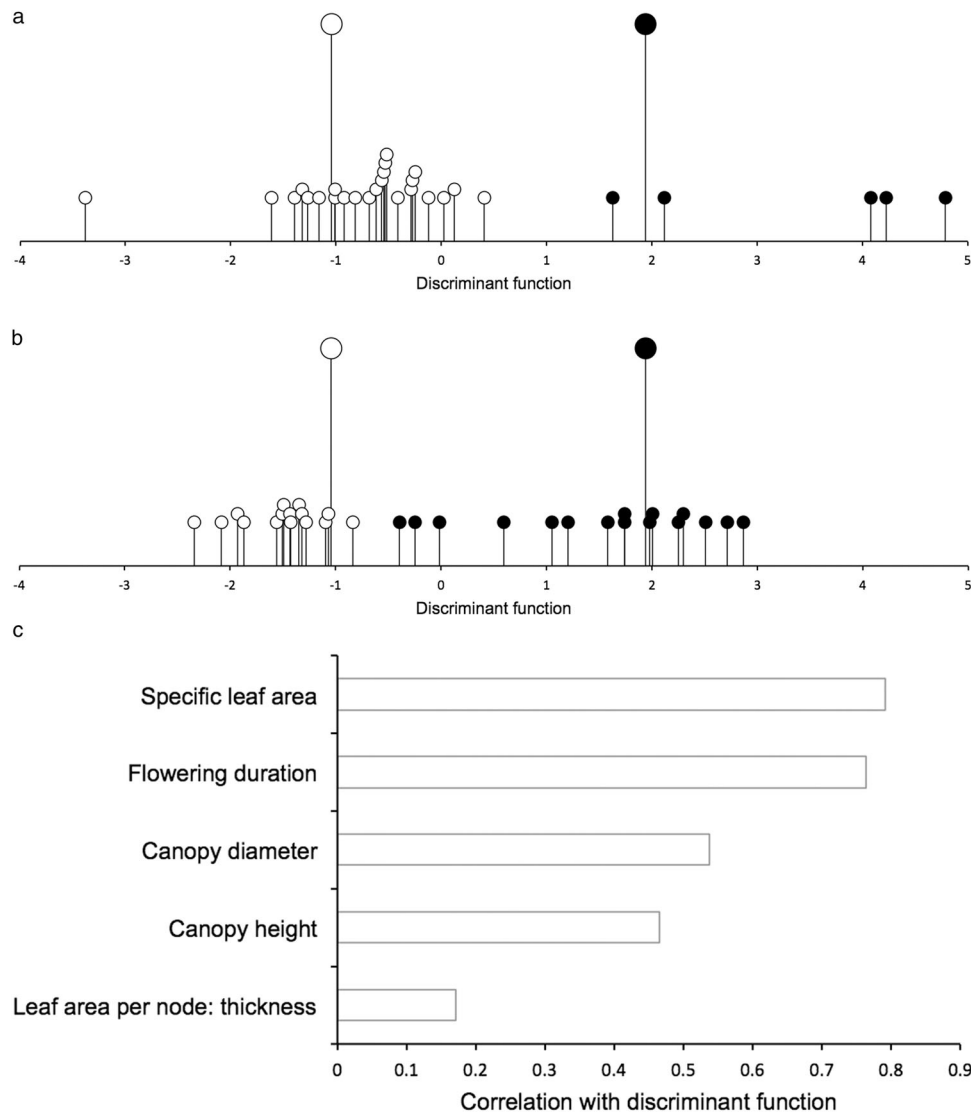 a
-4 -3 -2 -1 0 1 2 3 4 5
Discriminant function
b
-4 -3 -2 -1 0 1 2 3 4 5
Discriminant function
c
Specific leaf area
Flowering duration
Canopy diameter
Canopy height
Leaf area per node: thickness
0 0.1 0.2 0.3 0.4 0.5 0.6 0.7 0.8 0.9
Correlation with discriminant function